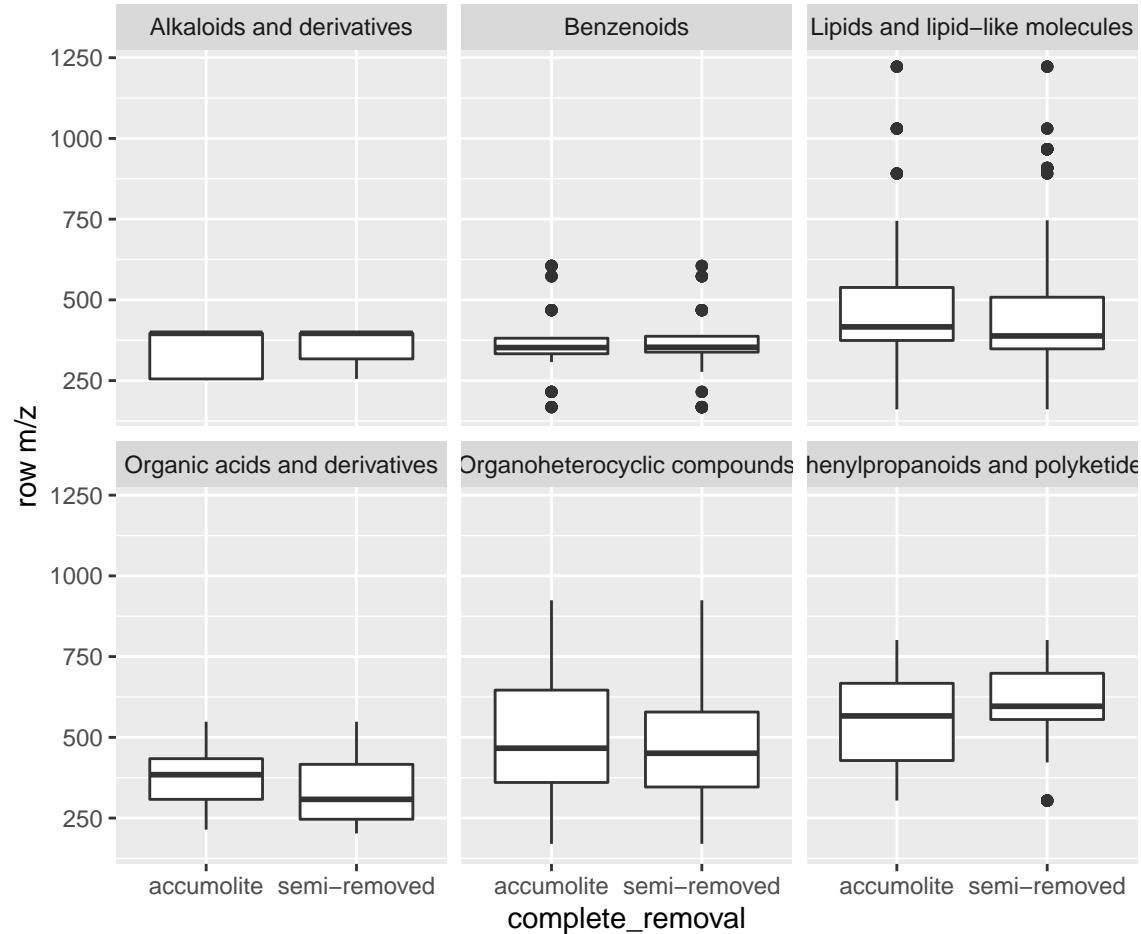 Alkaloids and derivatives
Benzenoids
Lipids and lipid−like molecules
1250
1000
750
500
250
Organic acids and derivatives
Organoheterocyclic compounds
henylpropanoids and polyketide
1250
1000
750
500
250
row m/z
accumolite
semi−removed
accumolite
semi−removed
accumolite
semi−removed
complete_removal